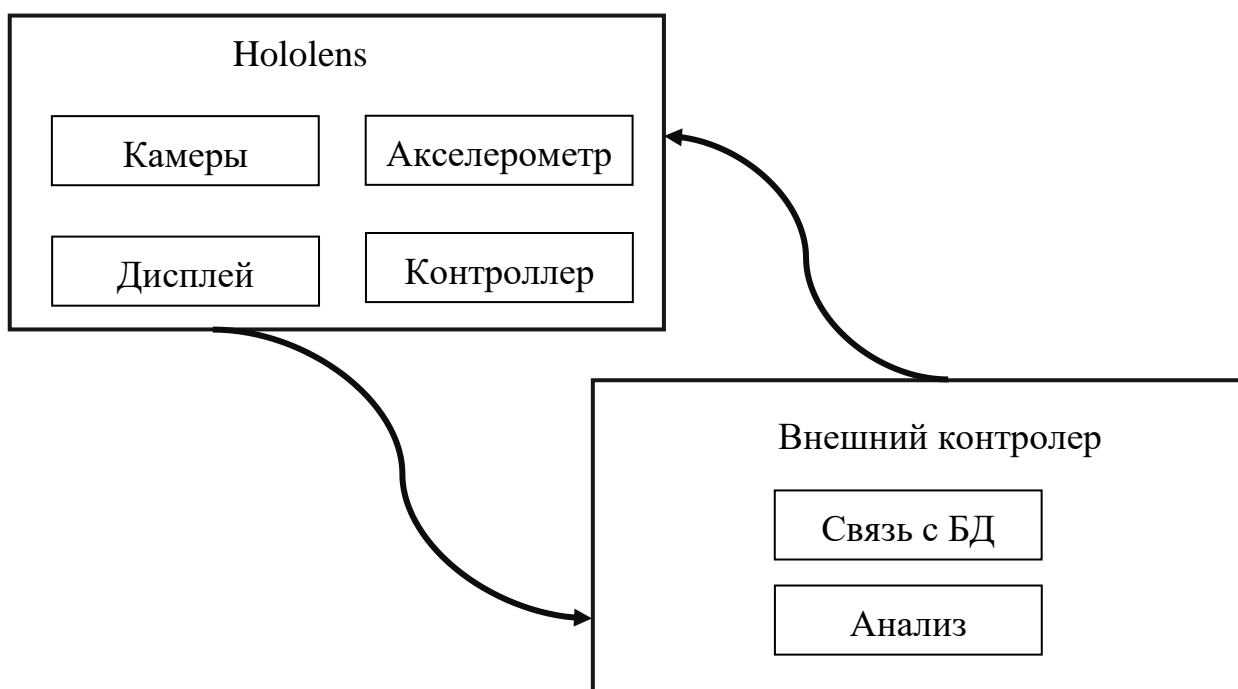 Hololens
Камеры
Акселерометр
Дисплей
Контроллер
Внешний контролер
Связь с БД
Анализ